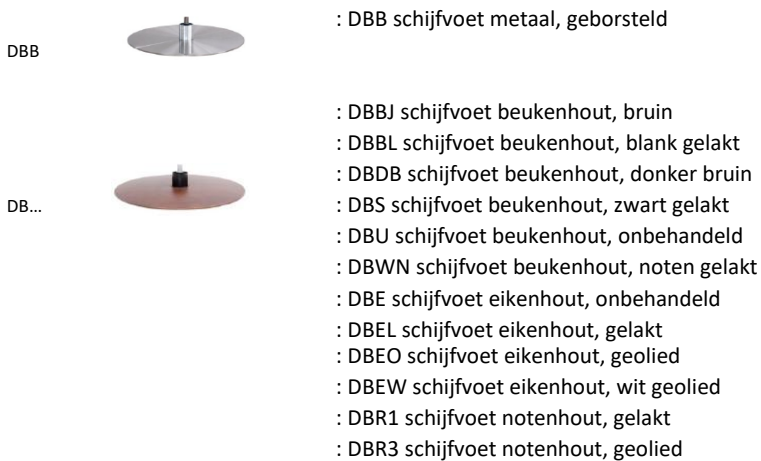 : DBB schijfvoet metaal, geborsteld
DBB
: DBBJ schijfvoet beukenhout, bruin
: DBBL schijfvoet beukenhout, blank gelakt
: DBDB schijfvoet beukenhout, donker bruin
DB...
: DBS schijfvoet beukenhout, zwart gelakt
: DBU schijfvoet beukenhout, onbehandeld
: DBWN schijfvoet beukenhout, noten gelakt
: DBE schijfvoet eikenhout, onbehandeld
: DBEL schijfvoet eikenhout, gelakt
: DBEO schijfvoet eikenhout, geolied
: DBEW schijfvoet eikenhout, wit geolied
: DBR1 schijfvoet notenhout, gelakt
: DBR3 schijfvoet notenhout, geolied